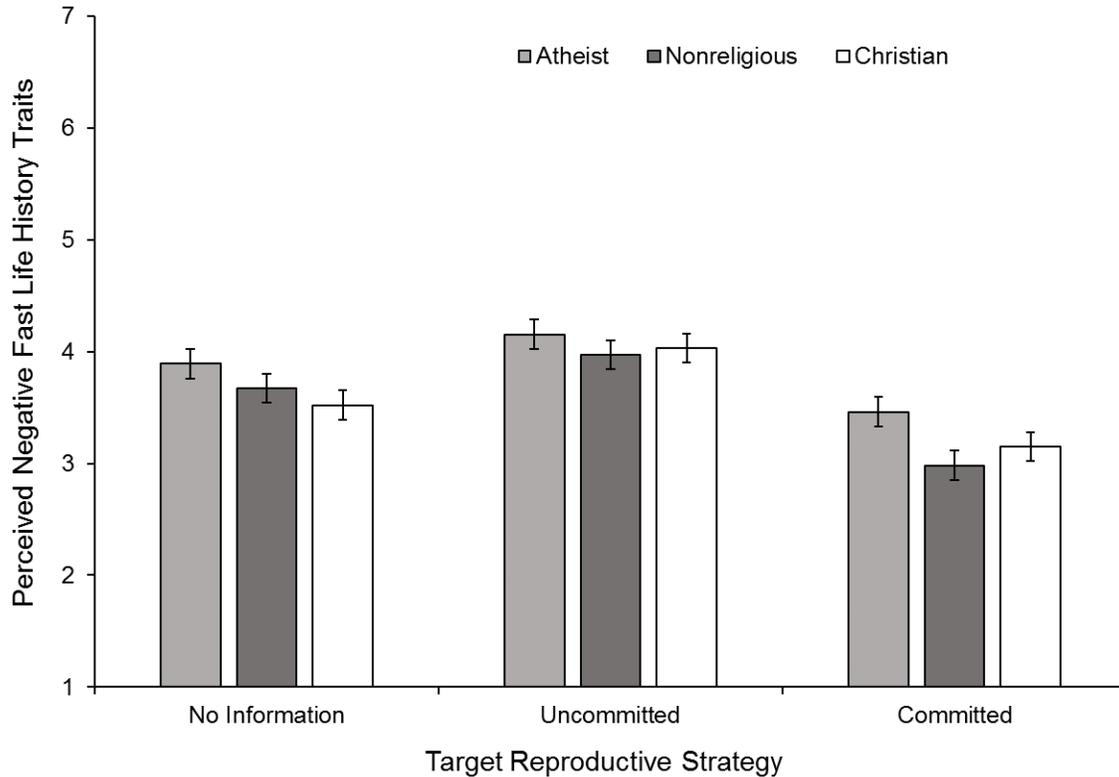 Perceived Negative Fast Life History Traits
7
6
5
4
3
2
1
Atheist Nonreligious Christian
No Information Uncommitted Committed
Target Reproductive Strategy